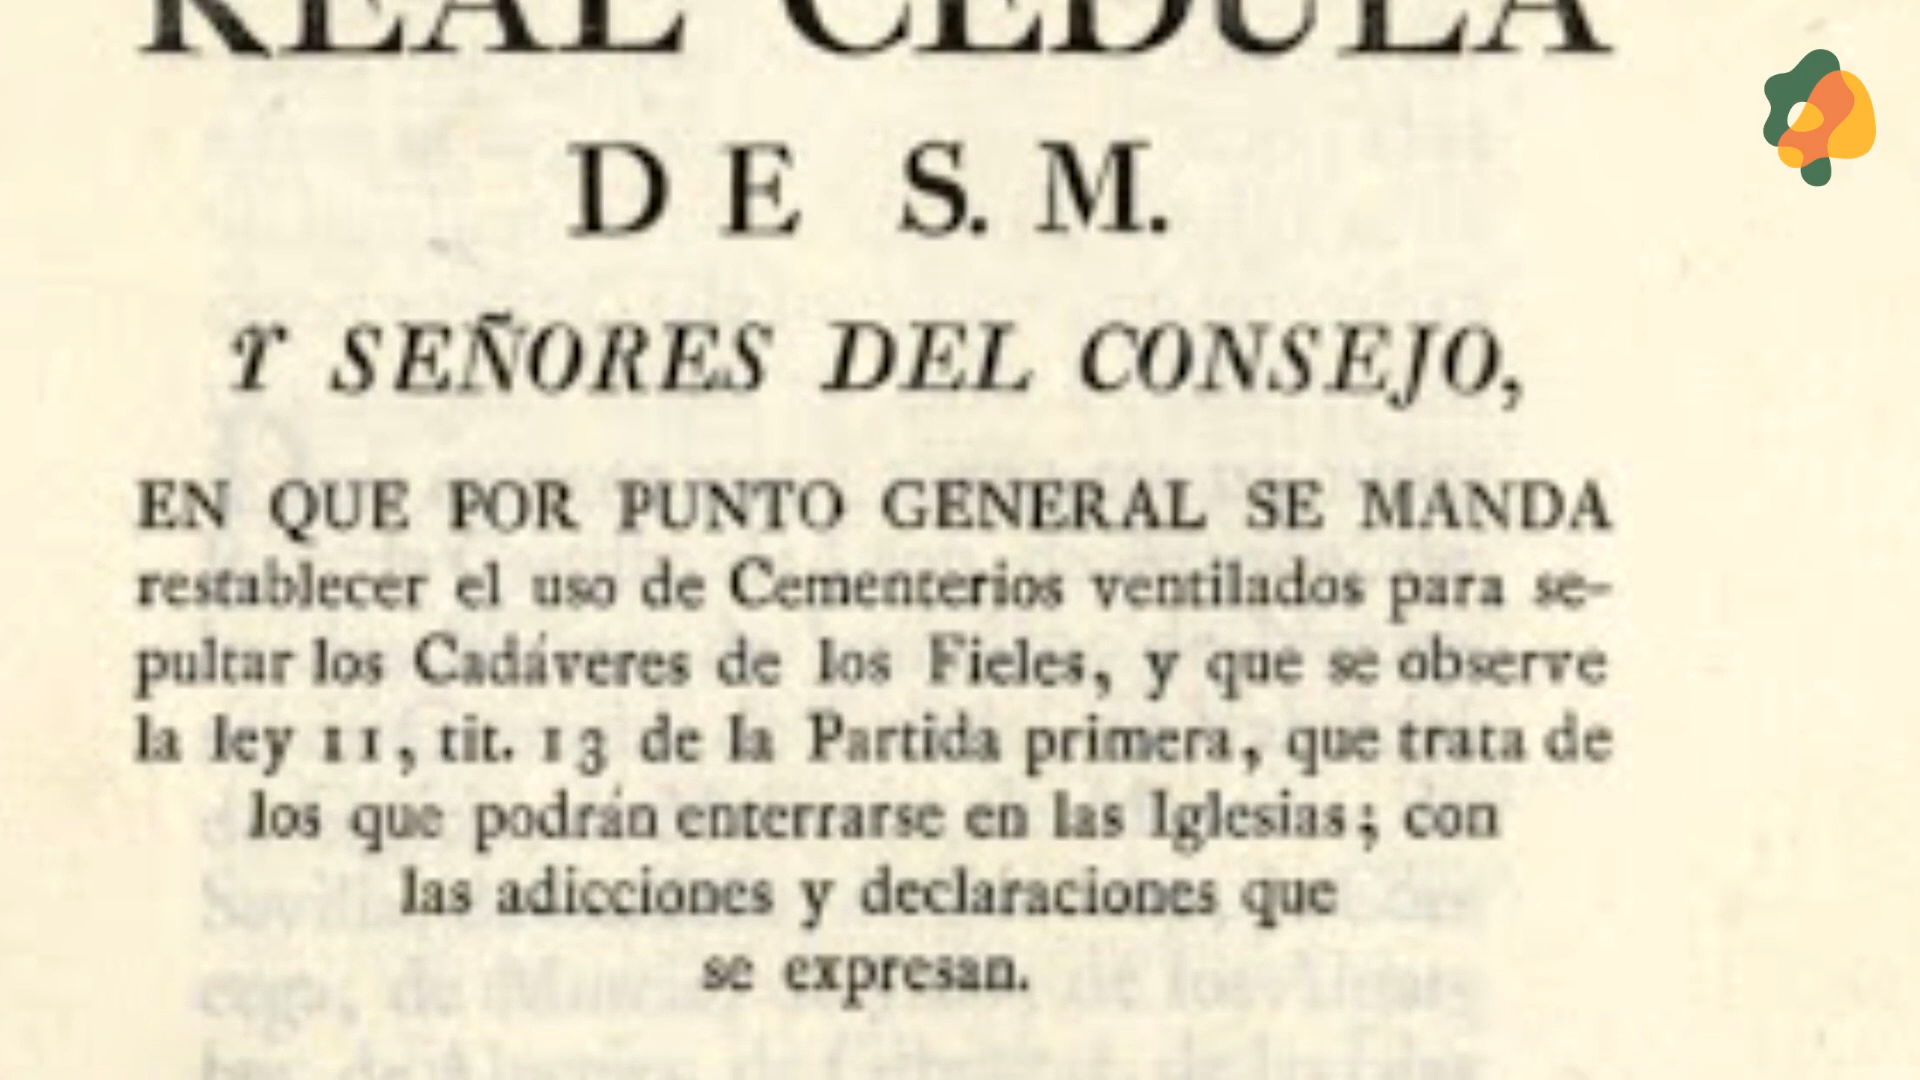 REAL CEDULA
DE S. M.
Y SEÑORES DEL CONSEJO,
EN QUE POR PUNTO GENERAL SE MANDA
restablecer el uso de Cementerios ventilados para se-
pultar los Cadáveres de los Fieles, y que se observe
la ley 11, tit. 13 de la Partida primera, que trata de
los que podrán enterrarse en las Iglesias; con
las adicciones y declaraciones que
se expresan.